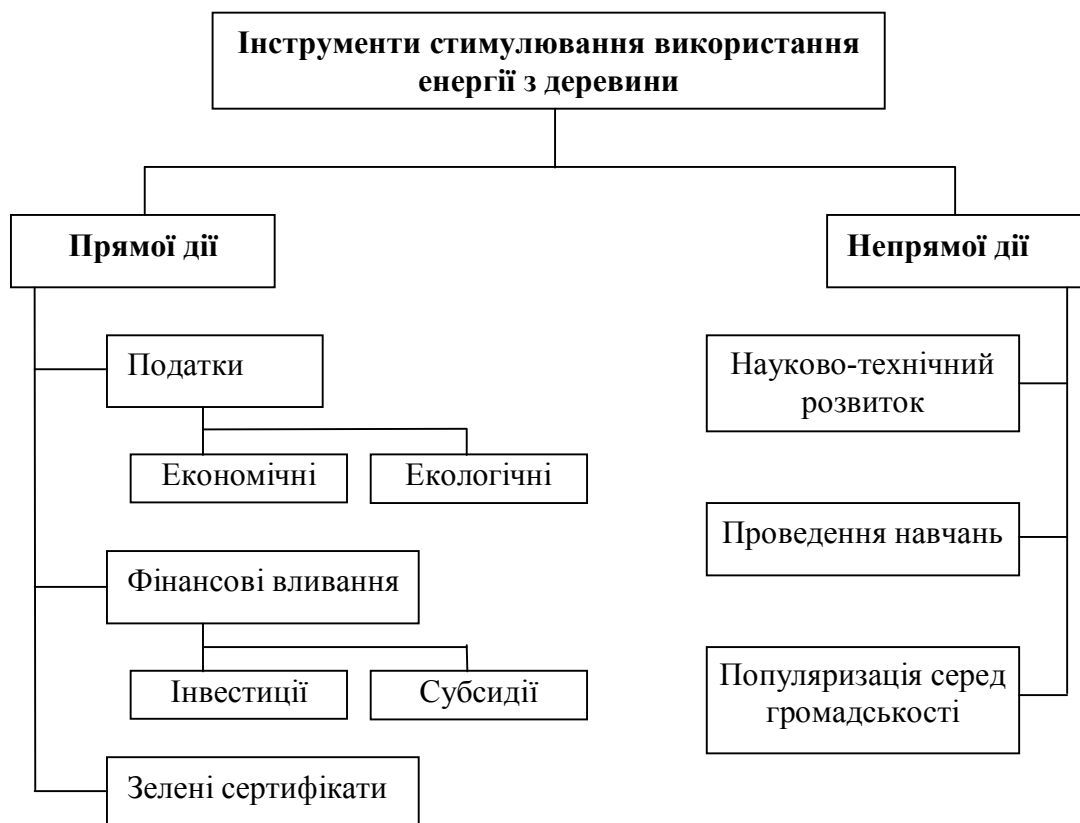 Інструменти стимулювання використання
енергії з деревини
Прямої дії
Податки
Економічні
Екологічні
Фінансові вливання
Інвестиції
Субсидії
Зелені сертифікати
Непрямої дії
Науково-технічний
розвиток
Проведення навчань
Популяризація серед
громадськості